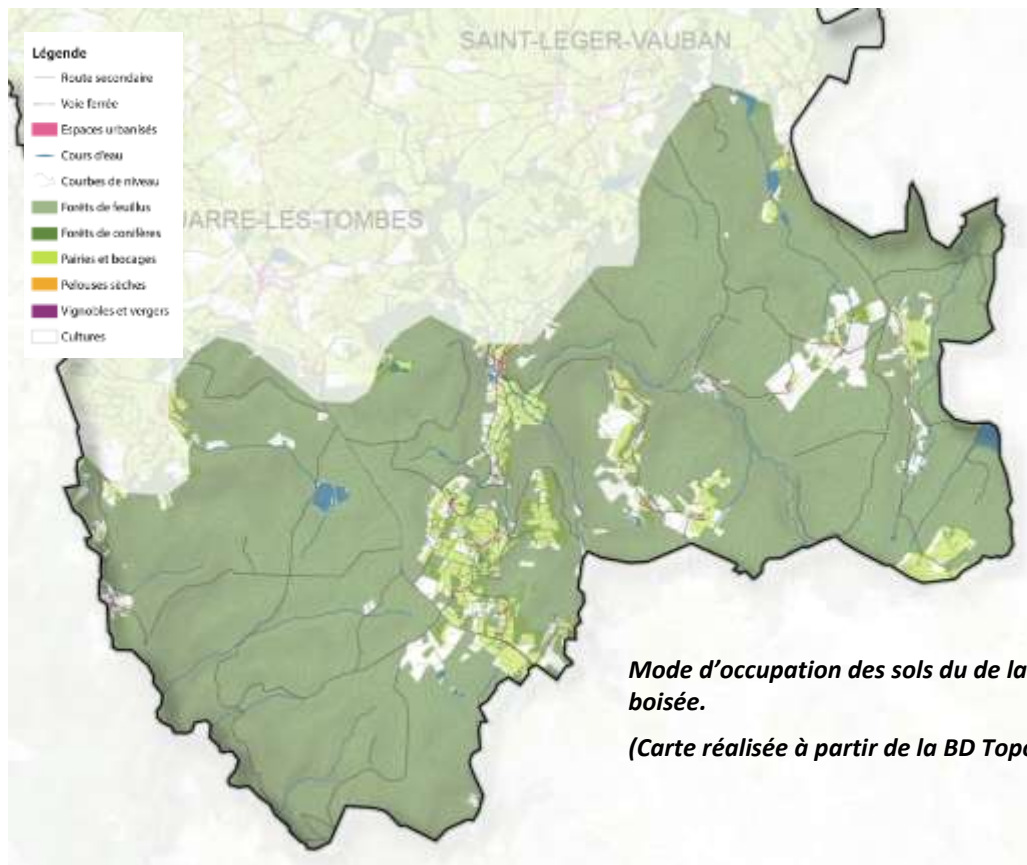 SAINT-LEGER-VAUBAN
Légende
Route secondaire
Voie ferrée
Espaces urbanisés
Cours d'eau
Courbes de niveau
Forêts de feuillus
Forêts de conifères
Pairies et bocages
Pelouses sèches
Vignobles et vergers
Cultures
UARRE-LES-TOMBES
Mode d'occupation des sols du de la
boisée.
(Carte réalisée à partir de la BD Topo